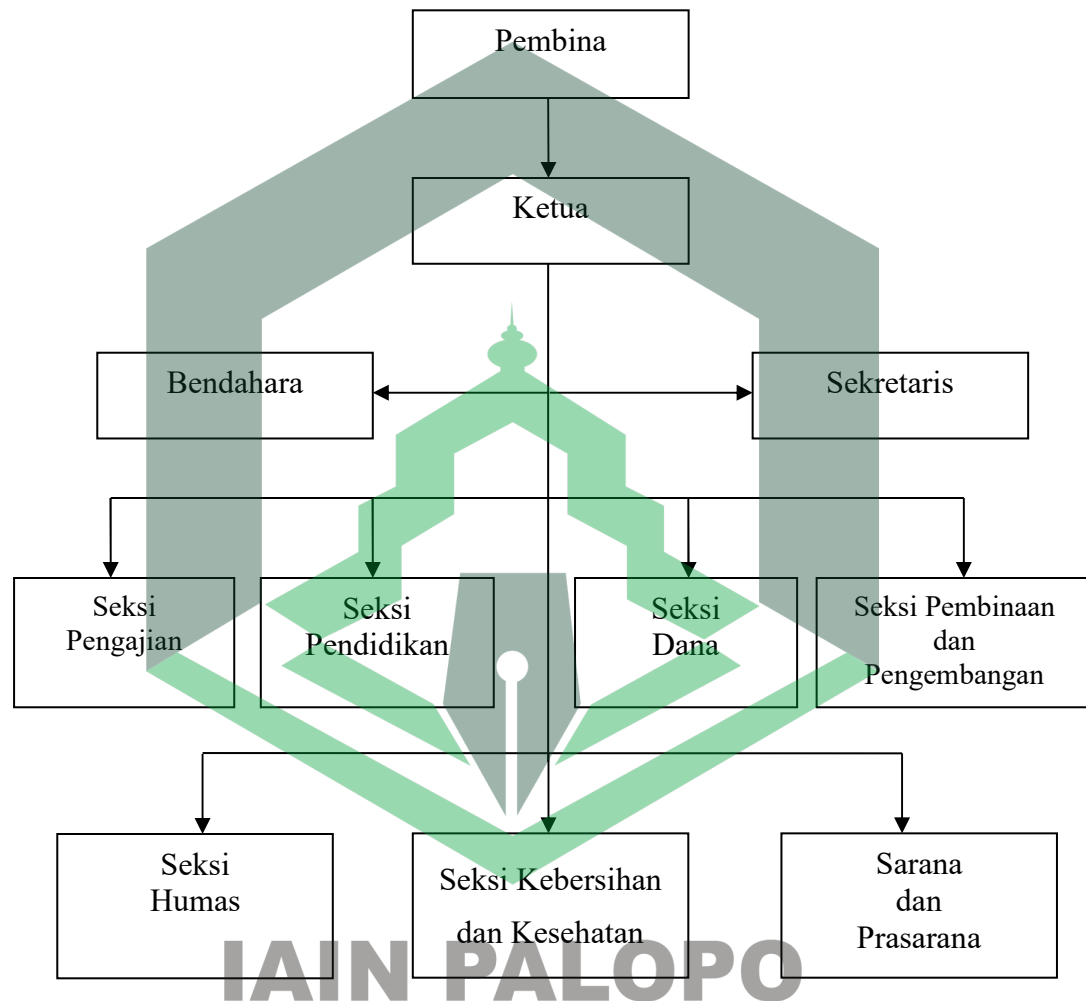 Pembina
Ketua
Bendahara
Sekretaris
Seksi
Pengajian
Seksi
Pendidikan
Seksi
Dana
Seksi Pembinaan
dan
Pengembangan
Seksi
Humas
Seksi Kebersihan
dan Kesehatan
Sarana
dan
Prasarana
IAIN PALOPO